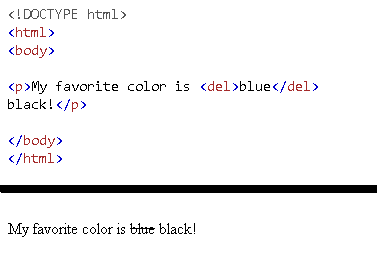 <!DOCTYPE html>
<html>
<body>
<p>My favorite color is <del>blue</del>
black!</p>
</body>
</html>
My favorite color is blue black!